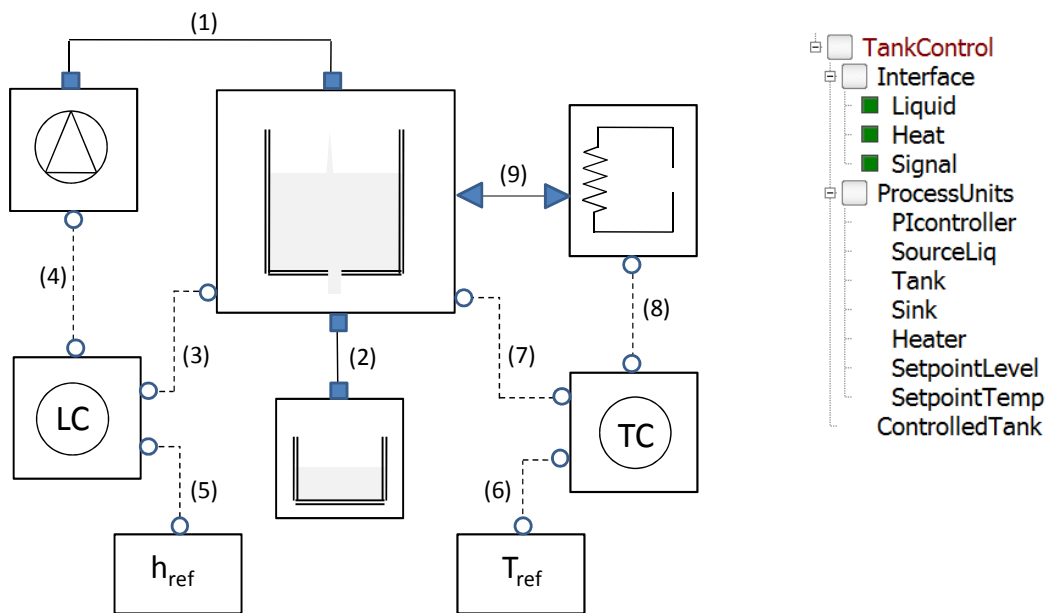 (1)
(9)
(4)
(3)
(2)
(7)
(8)
LC
TC
(5)
(6)
href
Tref
TankControl
Interface
Liquid
Heat
Signal
ProcessUnits
PIcontroller
SourceLiq
Tank
Sink
Heater
SetpointLevel
SetpointTemp
ControlledTank